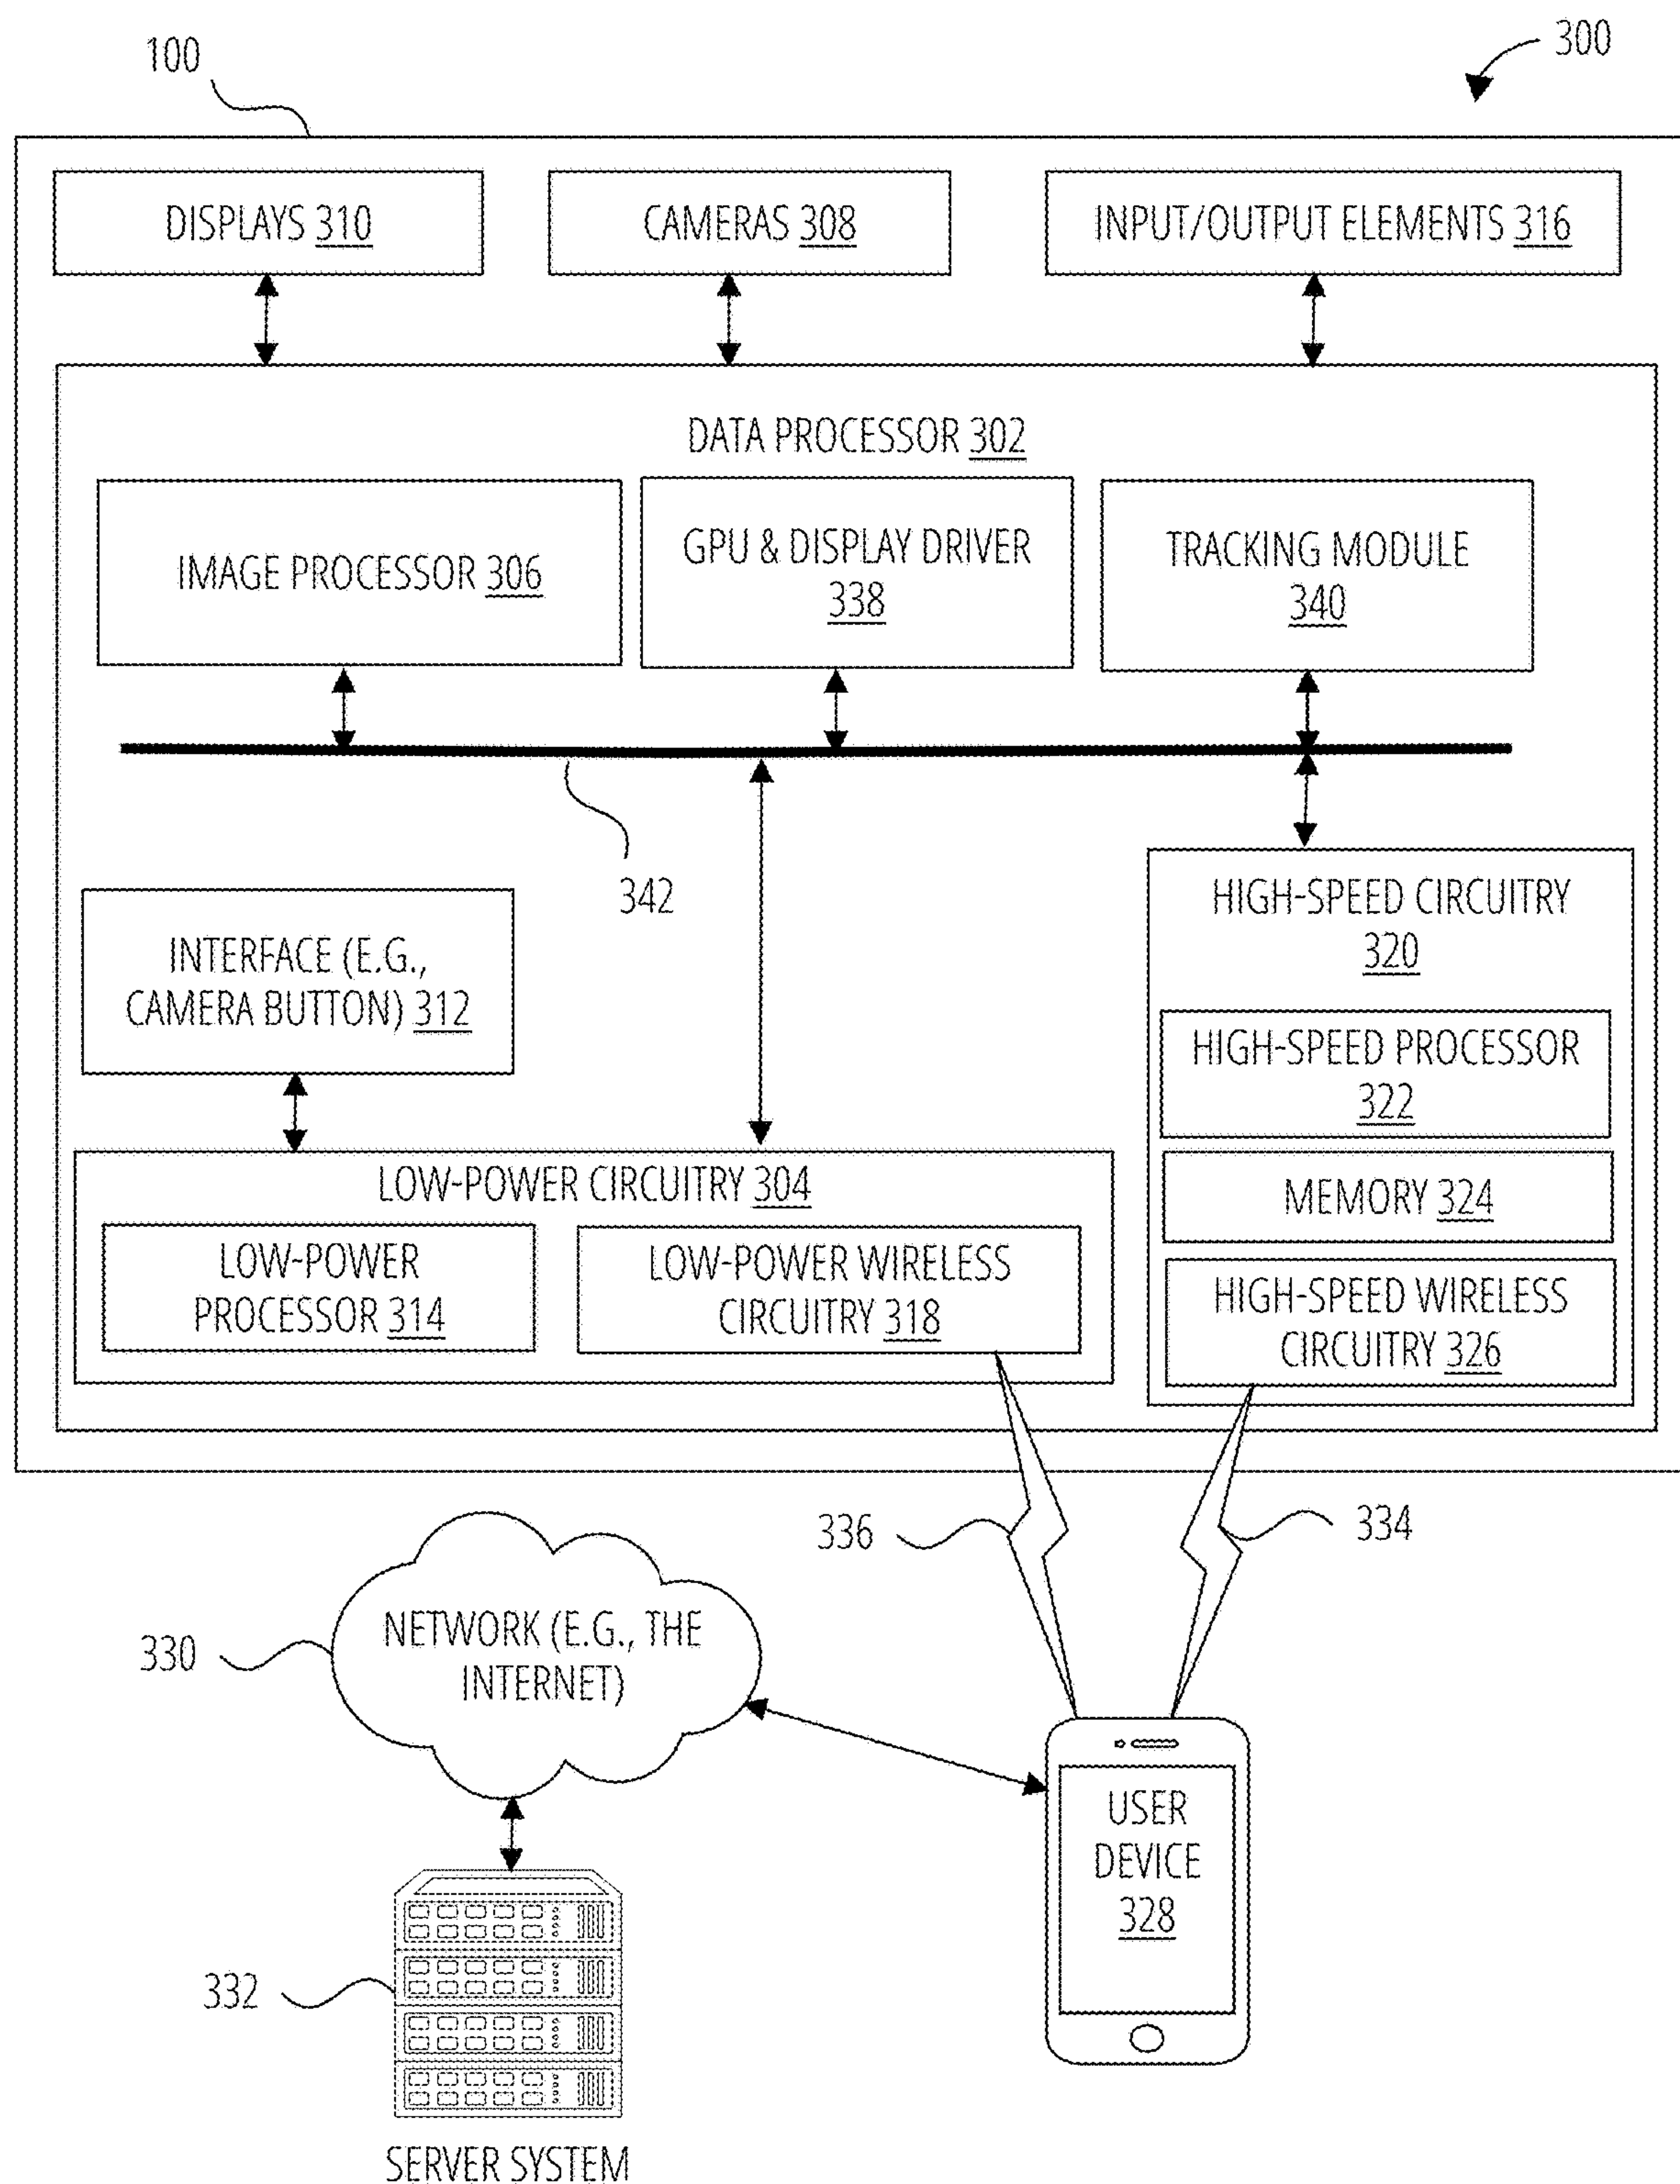 100
300
DISPLAYS 310
CAMERAS 308
INPUT/OUTPUT ELEMENTS 316
DATA PROCESSOR 302
IMAGE PROCESSOR 306
GPU & DISPLAY DRIVER
338
TRACKING MODULE
340
342
INTERFACE (E.G.,
CAMERA BUTTON) 312
HIGH-SPEED CIRCUITRY
320
HIGH-SPEED PROCESSOR
322
MEMORY 324
HIGH-SPEED WIRELESS
CIRCUITRY 326
LOW-POWER CIRCUITRY 304
LOW-POWER
PROCESSOR 314
LOW-POWER WIRELESS
CIRCUITRY 318
336
334
330
NETWORK (E.G., THE
INTERNET)
USER
DEVICE
328
332
SERVER SYSTEM